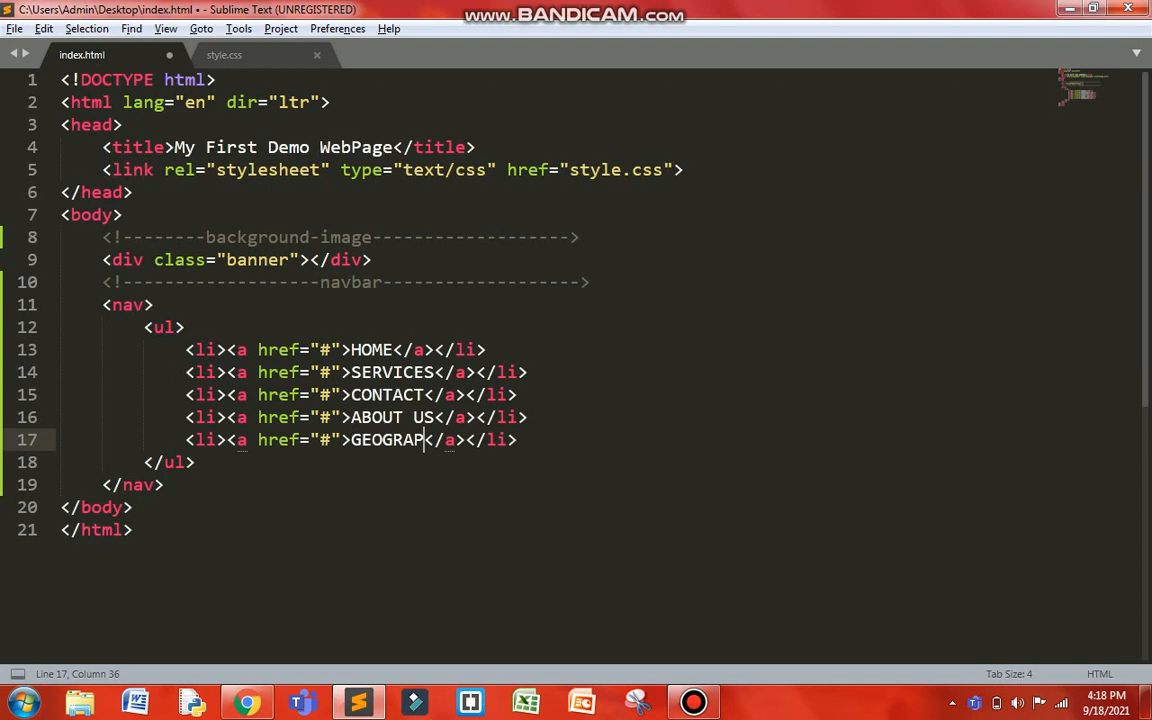 C:\Users\Admin\Desktop\index.html • - Sublime Text (UNREGISTERED)
www.BANDICAM.com
File Edit Selection Find View Goto Tools Project Preferences Help
index.html style.css
1 <!DOCTYPE html>
2 <html lang="en" dir="ltr">
3 <head>
4 <title>My First Demo WebPage</title>
5 <link rel="stylesheet" type="text/css" href="style.css">
6 </head>
7 <body>
8 <!--------background-image------------------->
9 <div class="banner"></div>
10 <!-------------------navbar------------------->
11 <nav>
12 <ul>
13 <li><a href="#">HOME</a></li>
14 <li><a href="#">SERVICES</a></li>
15 <li><a href="#">CONTACT</a></li>
16 <li><a href="#">ABOUT US</a></li>
17 <li><a href="#">GEOGRAP</a></li>
18 </ul>
19 </nav>
20 </body>
21 </html>
Line 17, Column 36 Tab Size: 4 HTML
4:18 PM
9/18/2021